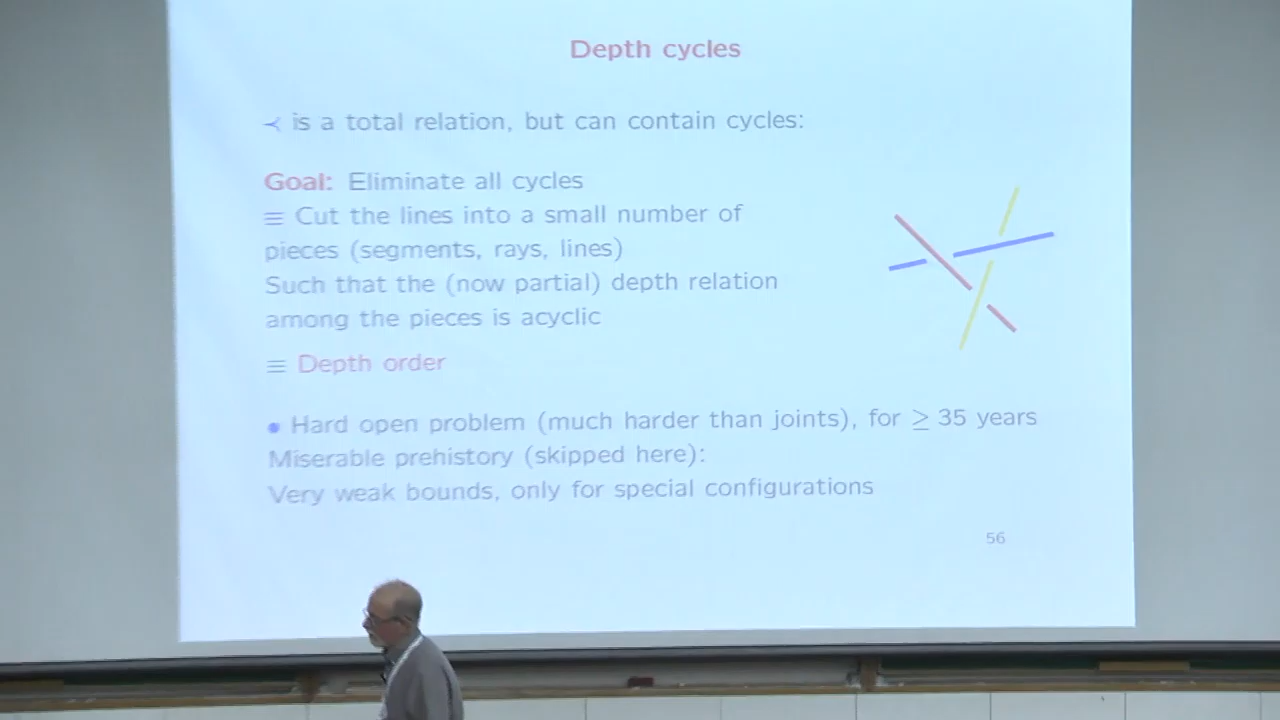 Depth cycles
≺ is a total relation, but can contain cycles:
Goal: Eliminate all cycles
≡ Cut the lines into a small number of
pieces (segments, rays, lines)
Such that the (now partial) depth relation
among the pieces is acyclic
≡ Depth order
• Hard open problem (much harder than joints), for ≥ 35 years
Miserable prehistory (skipped here):
Very weak bounds, only for special configurations
56